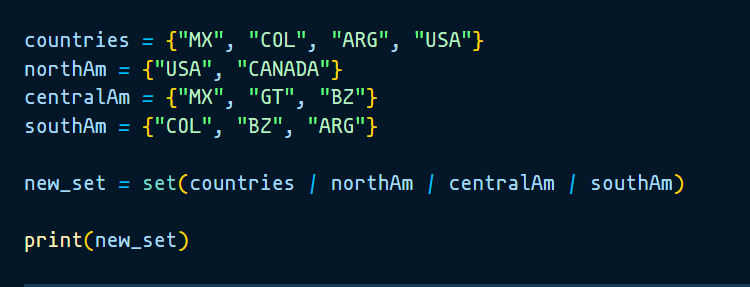 countries = {"MX", "COL", "ARG", "USA"}
northAm = {"USA", "CANADA"}
centralAm = {"MX", "GT", "BZ"}
southAm = {"COL", "BZ", "ARG"}
new_set = set(countries | northAm | centralAm | southAm)
print(new_set)